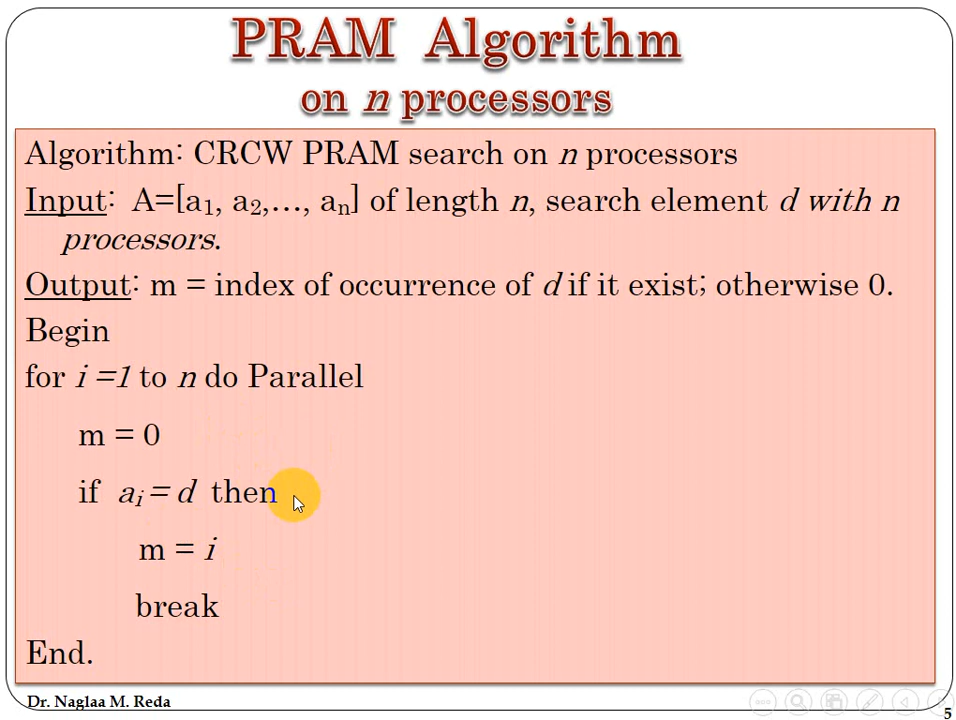 PRAM Algorithm
on n processors
Algorithm: CRCW PRAM search on n processors
Input: A=[a1, a2,..., an] of length n, search element d with n
processors.
Output: m = index of occurrence of d if it exist; otherwise 0.
Begin
for i =1 to n do Parallel
m = 0
if ai = d then
m = i
break
End.
Dr. Naglaa M. Reda
5